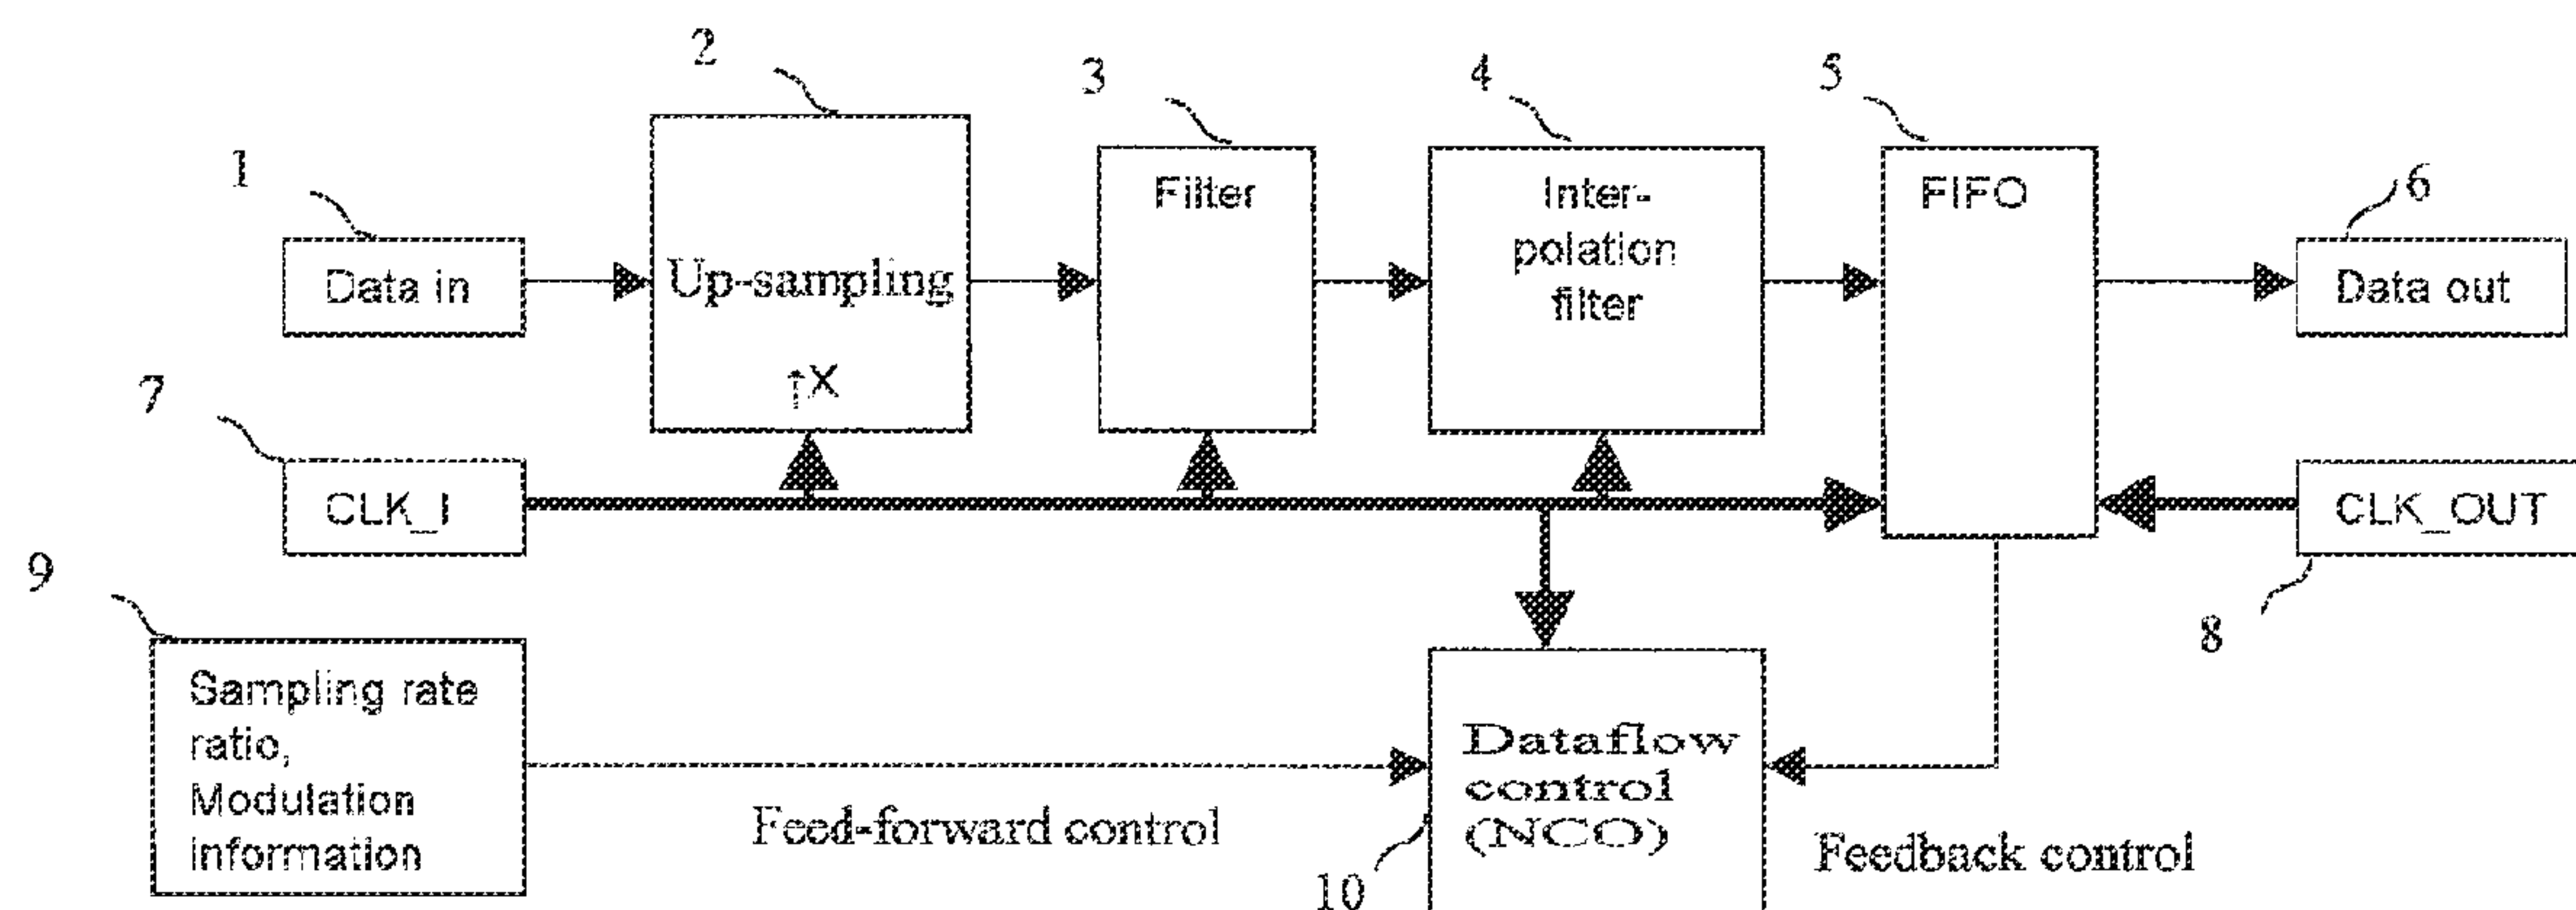 2
3
4
5
1
6
Data in
Up-sampling
↑X
Filter
Inter-
polation
filter
FIFO
Data out
7
CLK_I
CLK_OUT
8
9
Sampling rate
ratio,
Modulation
information
Feed-forward control
Dataflow
control
(NCO)
10
Feedback control